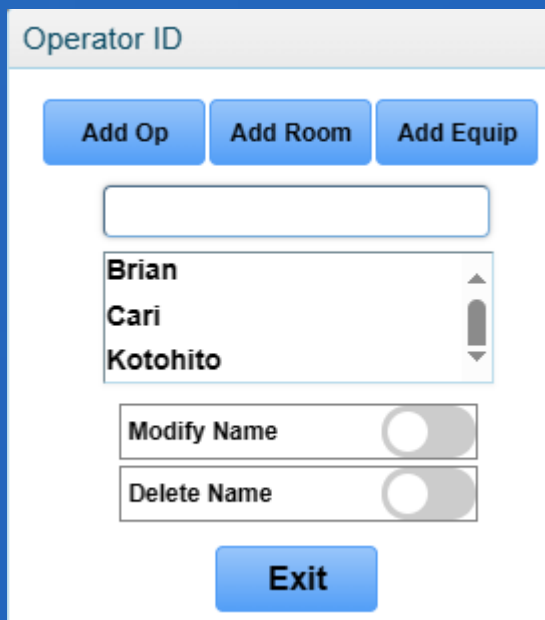 Operator ID
Add Op Add Room Add Equip
Brian
Cari
Kotohito
Modify Name
Delete Name
Exit